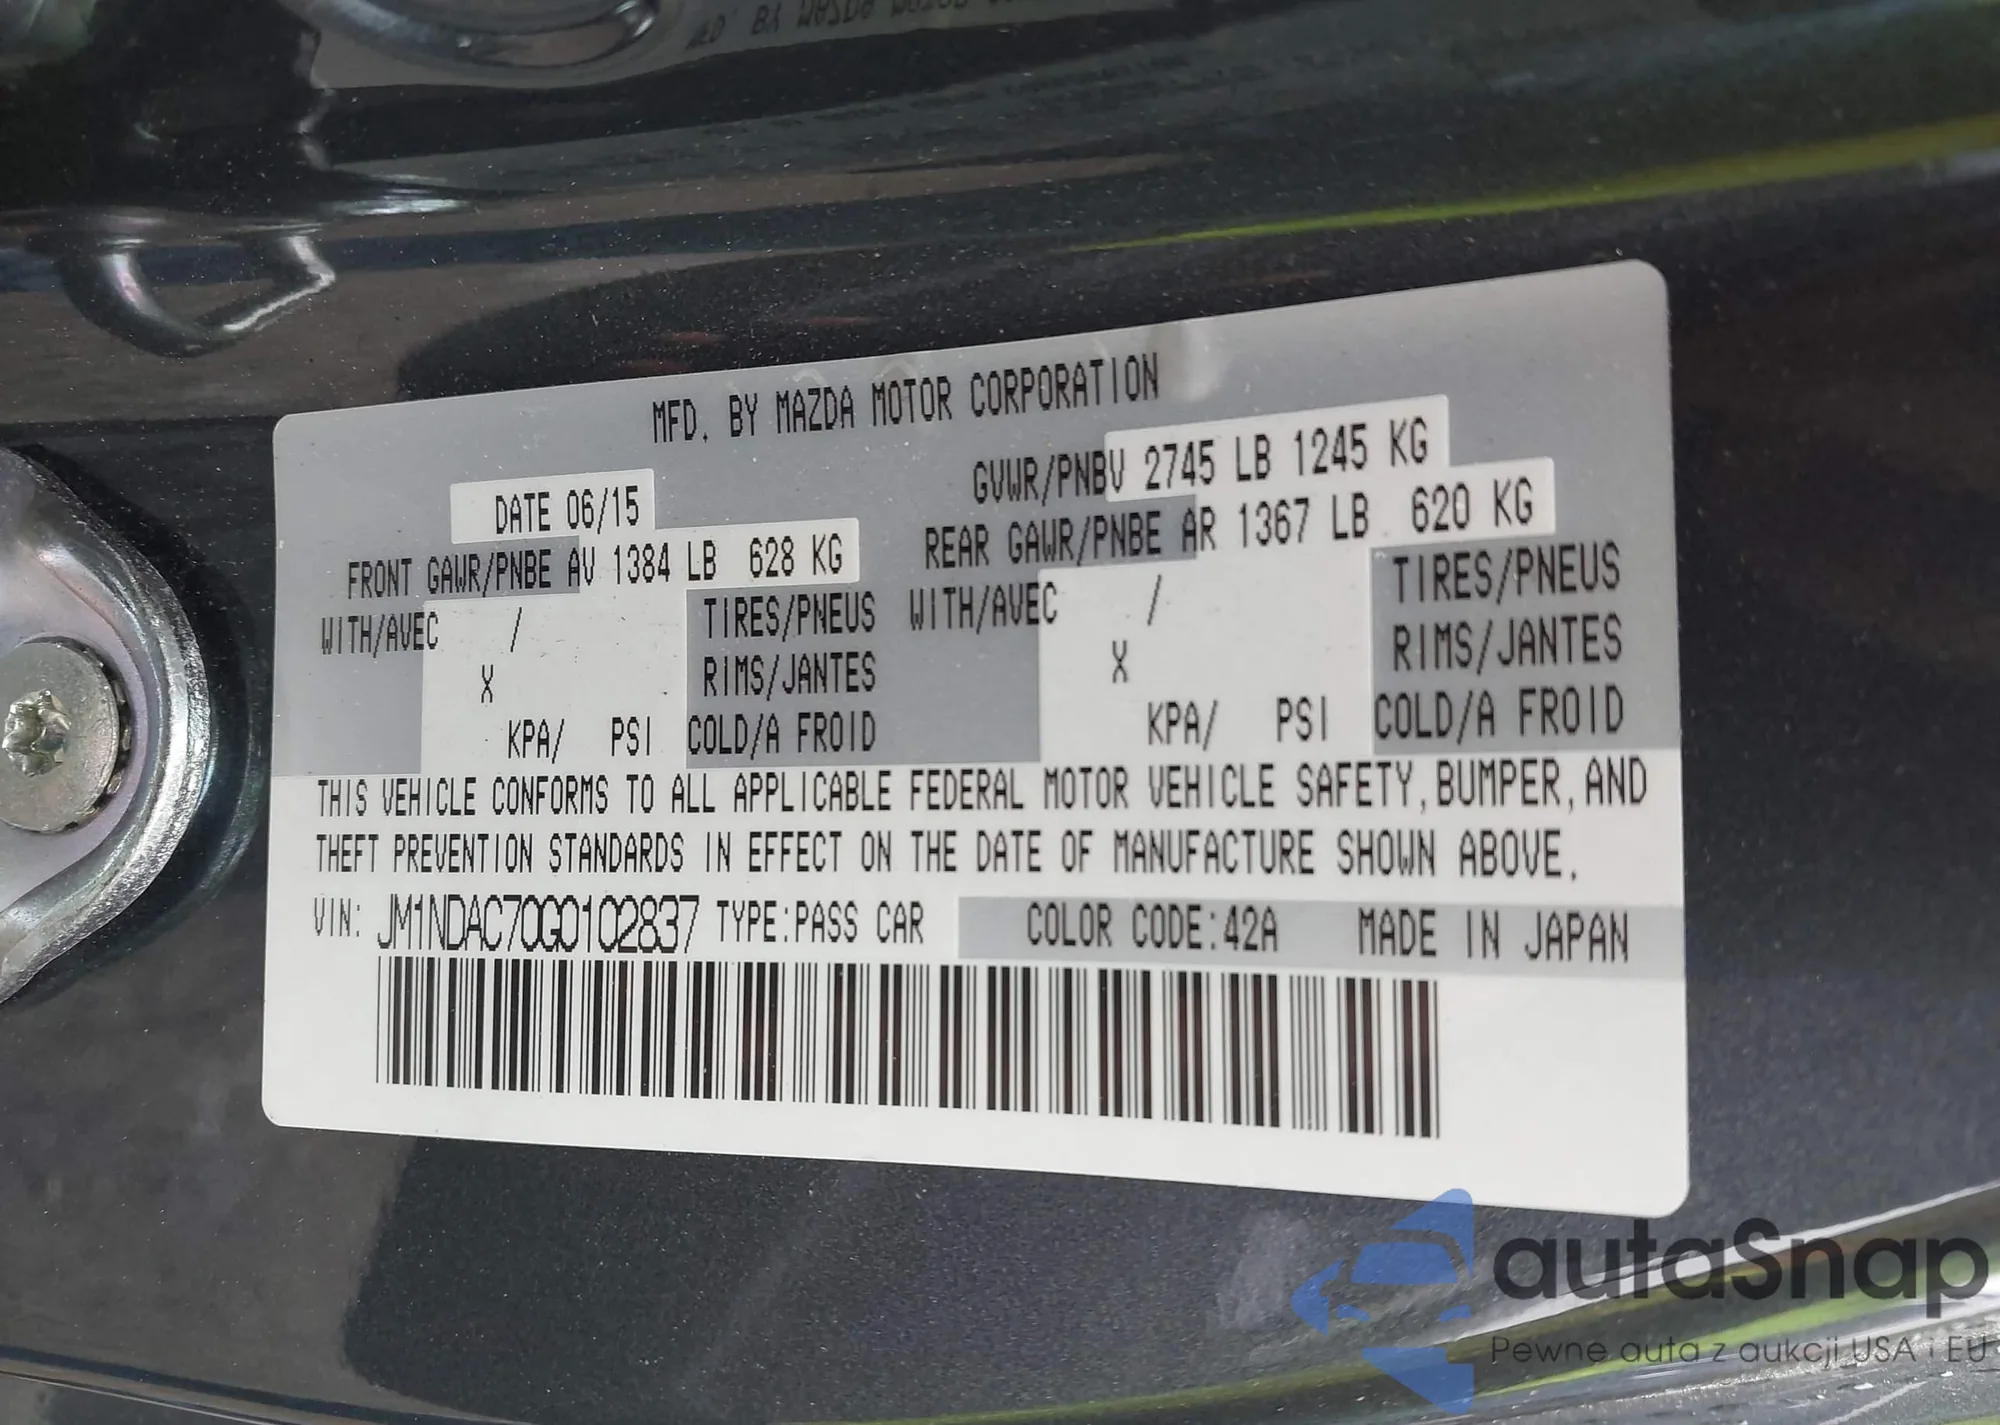 MFD. BY MAZDA MOTOR CORPORATION
DATE 06/15
GVWR/PNBV 2745 LB 1245 KG
FRONT GAWR/PNBE AV 1384 LB 628 KG
REAR GAWR/PNBE AR 1367 LB 620 KG
WITH/AVEC / TIRES/PNEUS WITH/AVEC / TIRES/PNEUS
X RIMS/JANTES X RIMS/JANTES
KPA/ PSI COLD/A FROID KPA/ PSI COLD/A FROID
THIS VEHICLE CONFORMS TO ALL APPLICABLE FEDERAL MOTOR VEHICLE SAFETY, BUMPER, AND
THEFT PREVENTION STANDARDS IN EFFECT ON THE DATE OF MANUFACTURE SHOWN ABOVE.
VIN: JM1NDAC70G0102837 TYPE:PASS CAR COLOR CODE:42A MADE IN JAPAN
autaSnap
Pewne auta z aukcji USA i EU